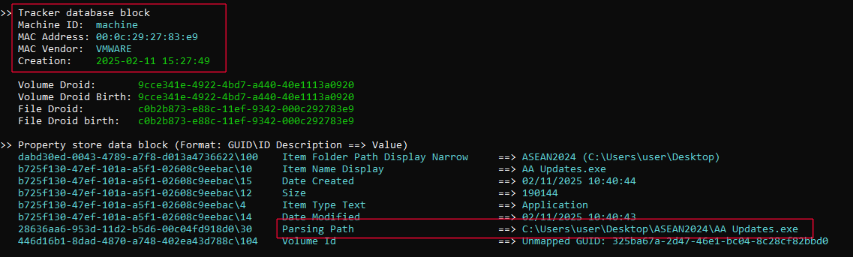 >> Tracker database block
Machine ID: machine
MAC Address: 00:0c:29:27:83:e9
MAC Vendor: VMWARE
Creation: 2025-02-11 15:27:49
Volume Droid: 9cce341e-4922-4bd7-a440-40e1113a0920
Volume Droid Birth: 9cce341e-4922-4bd7-a440-40e1113a0920
File Droid: c0b2b873-e88c-11ef-9342-000c292783e9
File Droid birth: c0b2b873-e88c-11ef-9342-000c292783e9
>> Property store data block (Format: GUID\ID Description ==> Value)
dabd30ed-0043-4789-a7f8-d013a4736622\100 Item Folder Path Display Narrow ==> ASEAN2024 (C:\Users\user\Desktop)
b725f130-47ef-101a-a5f1-02608c9eebac\10 Item Name Display ==> AA Updates.exe
b725f130-47ef-101a-a5f1-02608c9eebac\15 Date Created ==> 02/11/2025 10:40:44
b725f130-47ef-101a-a5f1-02608c9eebac\12 Size ==> 190144
b725f130-47ef-101a-a5f1-02608c9eebac\4 Item Type Text ==> Application
b725f130-47ef-101a-a5f1-02608c9eebac\14 Date Modified ==> 02/11/2025 10:40:43
28636aa6-953d-11d2-b5d6-00c04fd918d0\30 Parsing Path ==> C:\Users\user\Desktop\ASEAN2024\AA Updates.exe
446d16b1-8dad-4870-a748-402ea43d788c\104 Volume Id ==> Unmapped GUID: 325ba67a-2d47-46e1-bc04-8c28cf82bbd0